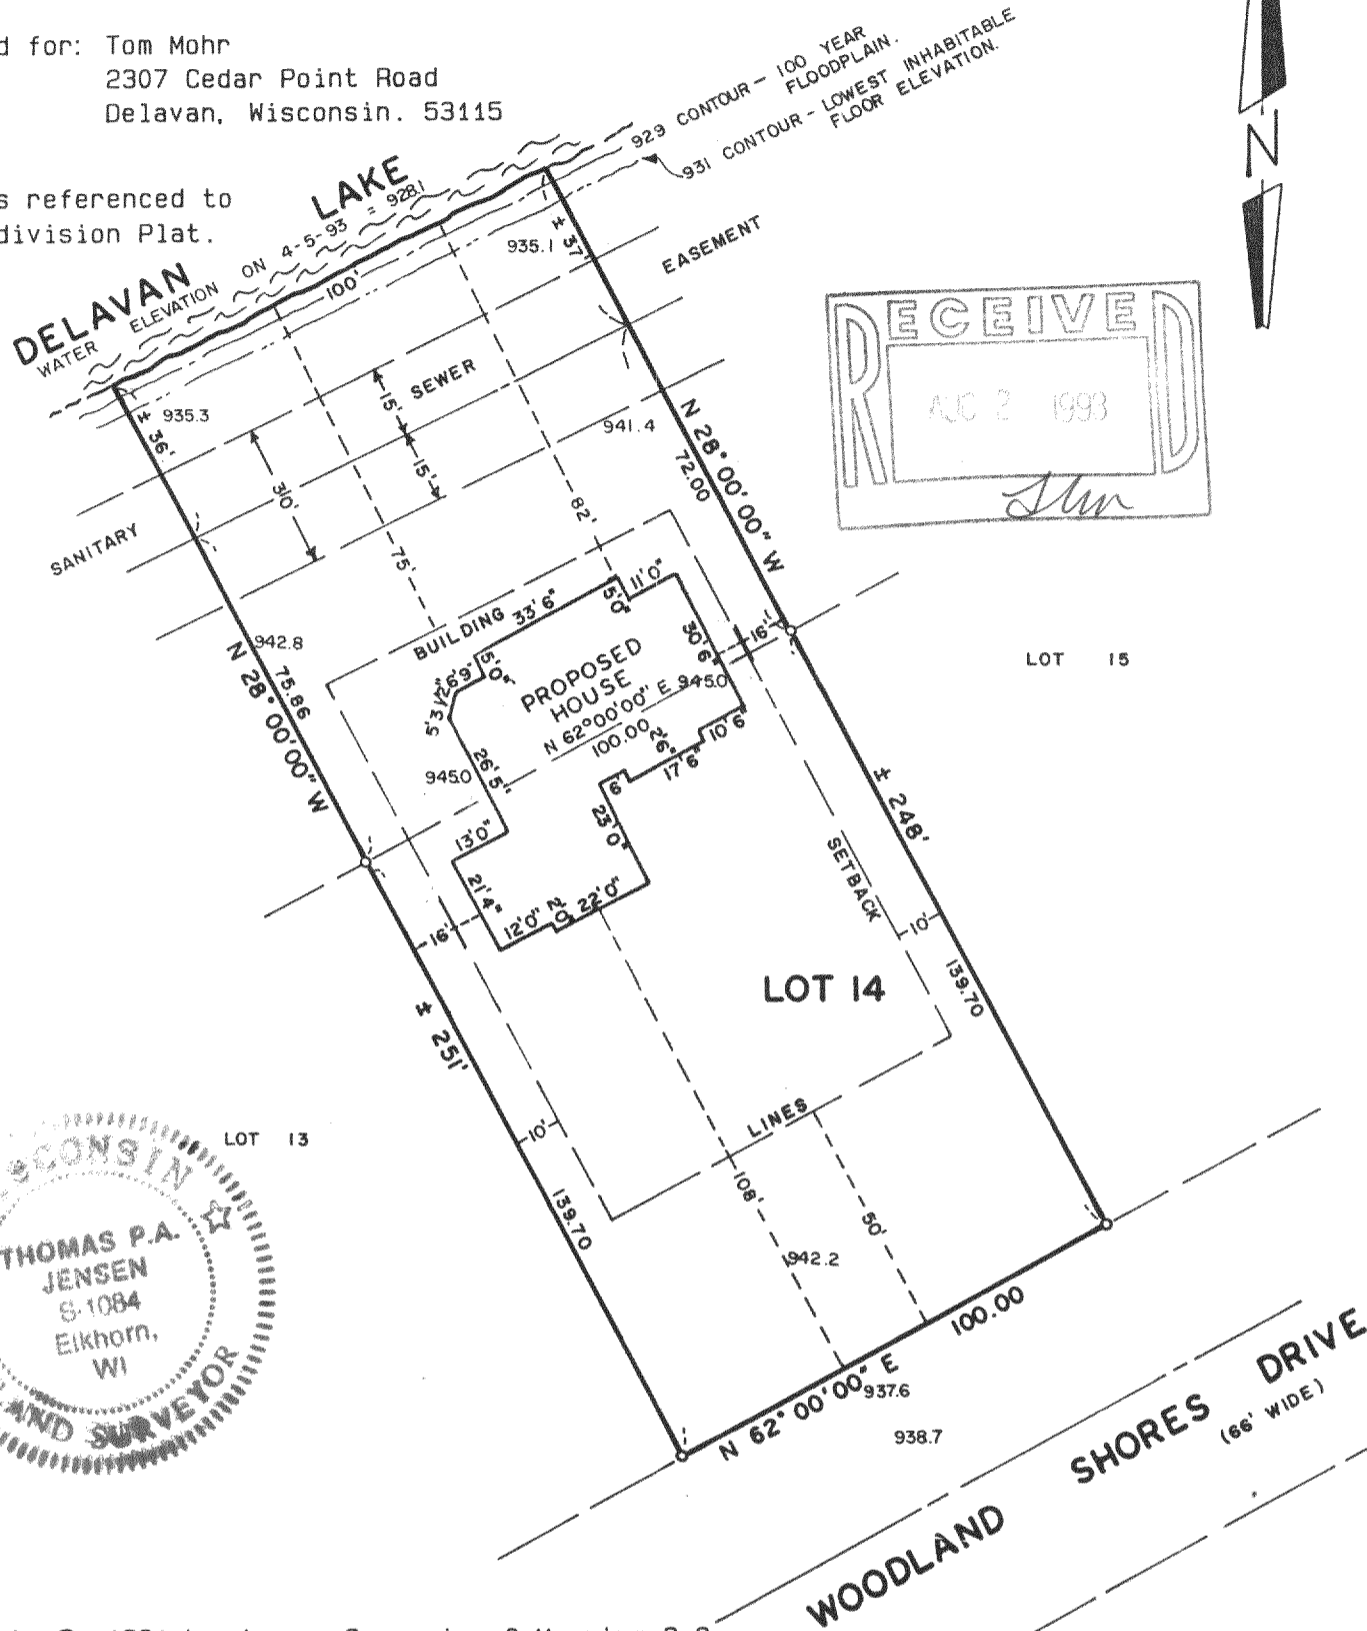 d for: Tom Mohr
2307 Cedar Point Road
Delavan, Wisconsin. 53115
s referenced to
division Plat.
929 CONTOUR - 100 YEAR
FLOODPLAIN.
931 CONTOUR - LOWEST INHABITABLE
FLOOR ELEVATION.
N
DELAVAN LAKE
WATER ELEVATION ON 4-5-93 = 928.1
100'
± 37'
935.1
EASEMENT
RECEIVED
AUG 2 1993
935.3
± 36'
SEWER
15'
15'
30'
941.4
SANITARY
N 28° 00' 00" W
72.00
82'
75'
942.8
N 28° 00' 00" W
75.86
BUILDING
33'6"
5'0"
11'0"
30'6"
16'
LOT 15
5'0"
26'9"
5'3 1/2"
PROPOSED
HOUSE
N 62°00'00" E
100.00
945.0
945.0
26'5"
2'6"
10'6
17'6"
6'
23'0"
13'0"
21'4"
12'0"
2'0"
22'0"
16'
± 248'
SETBACK
10'
139.70
LOT 14
± 251'
LINES
LOT 13
10'
139.70
108'
50'
942.2
100.00
N 62° 00' 00" E
937.6
938.7
WOODLAND SHORES DRIVE
(66' WIDE)
SCONSIN
THOMAS P.A.
JENSEN
S-1084
Elkhorn,
WI
LAND SURVEYOR